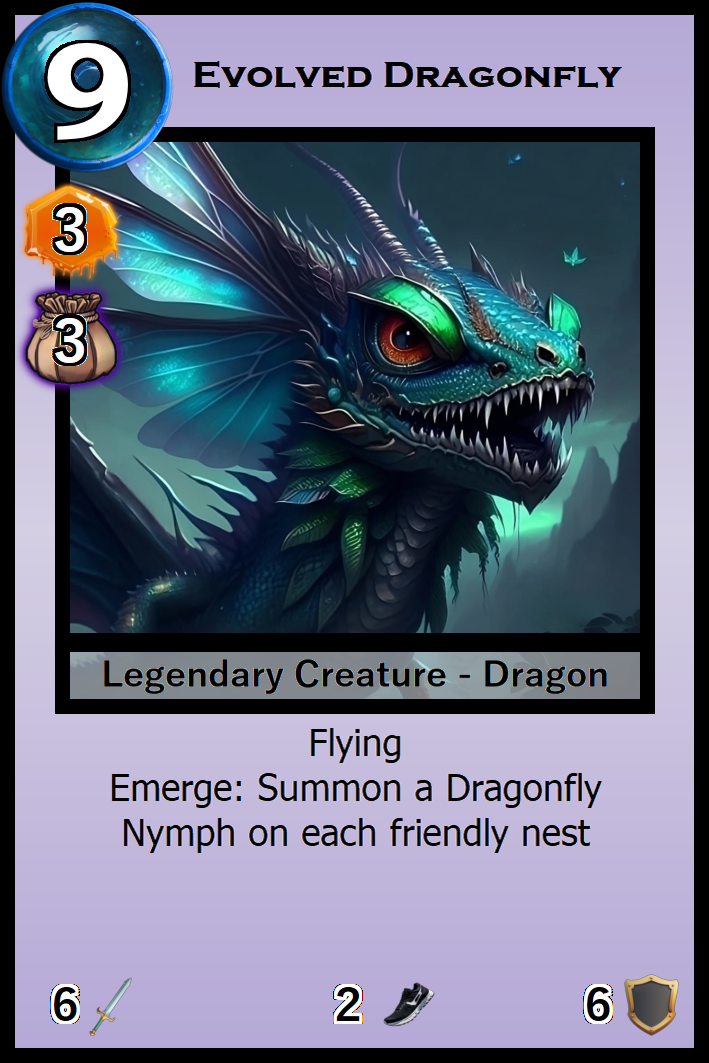 9
Evolved Dragonfly
3
3
Legendary Creature - Dragon
Flying
Emerge: Summon a Dragonfly
Nymph on each friendly nest
6 2 6